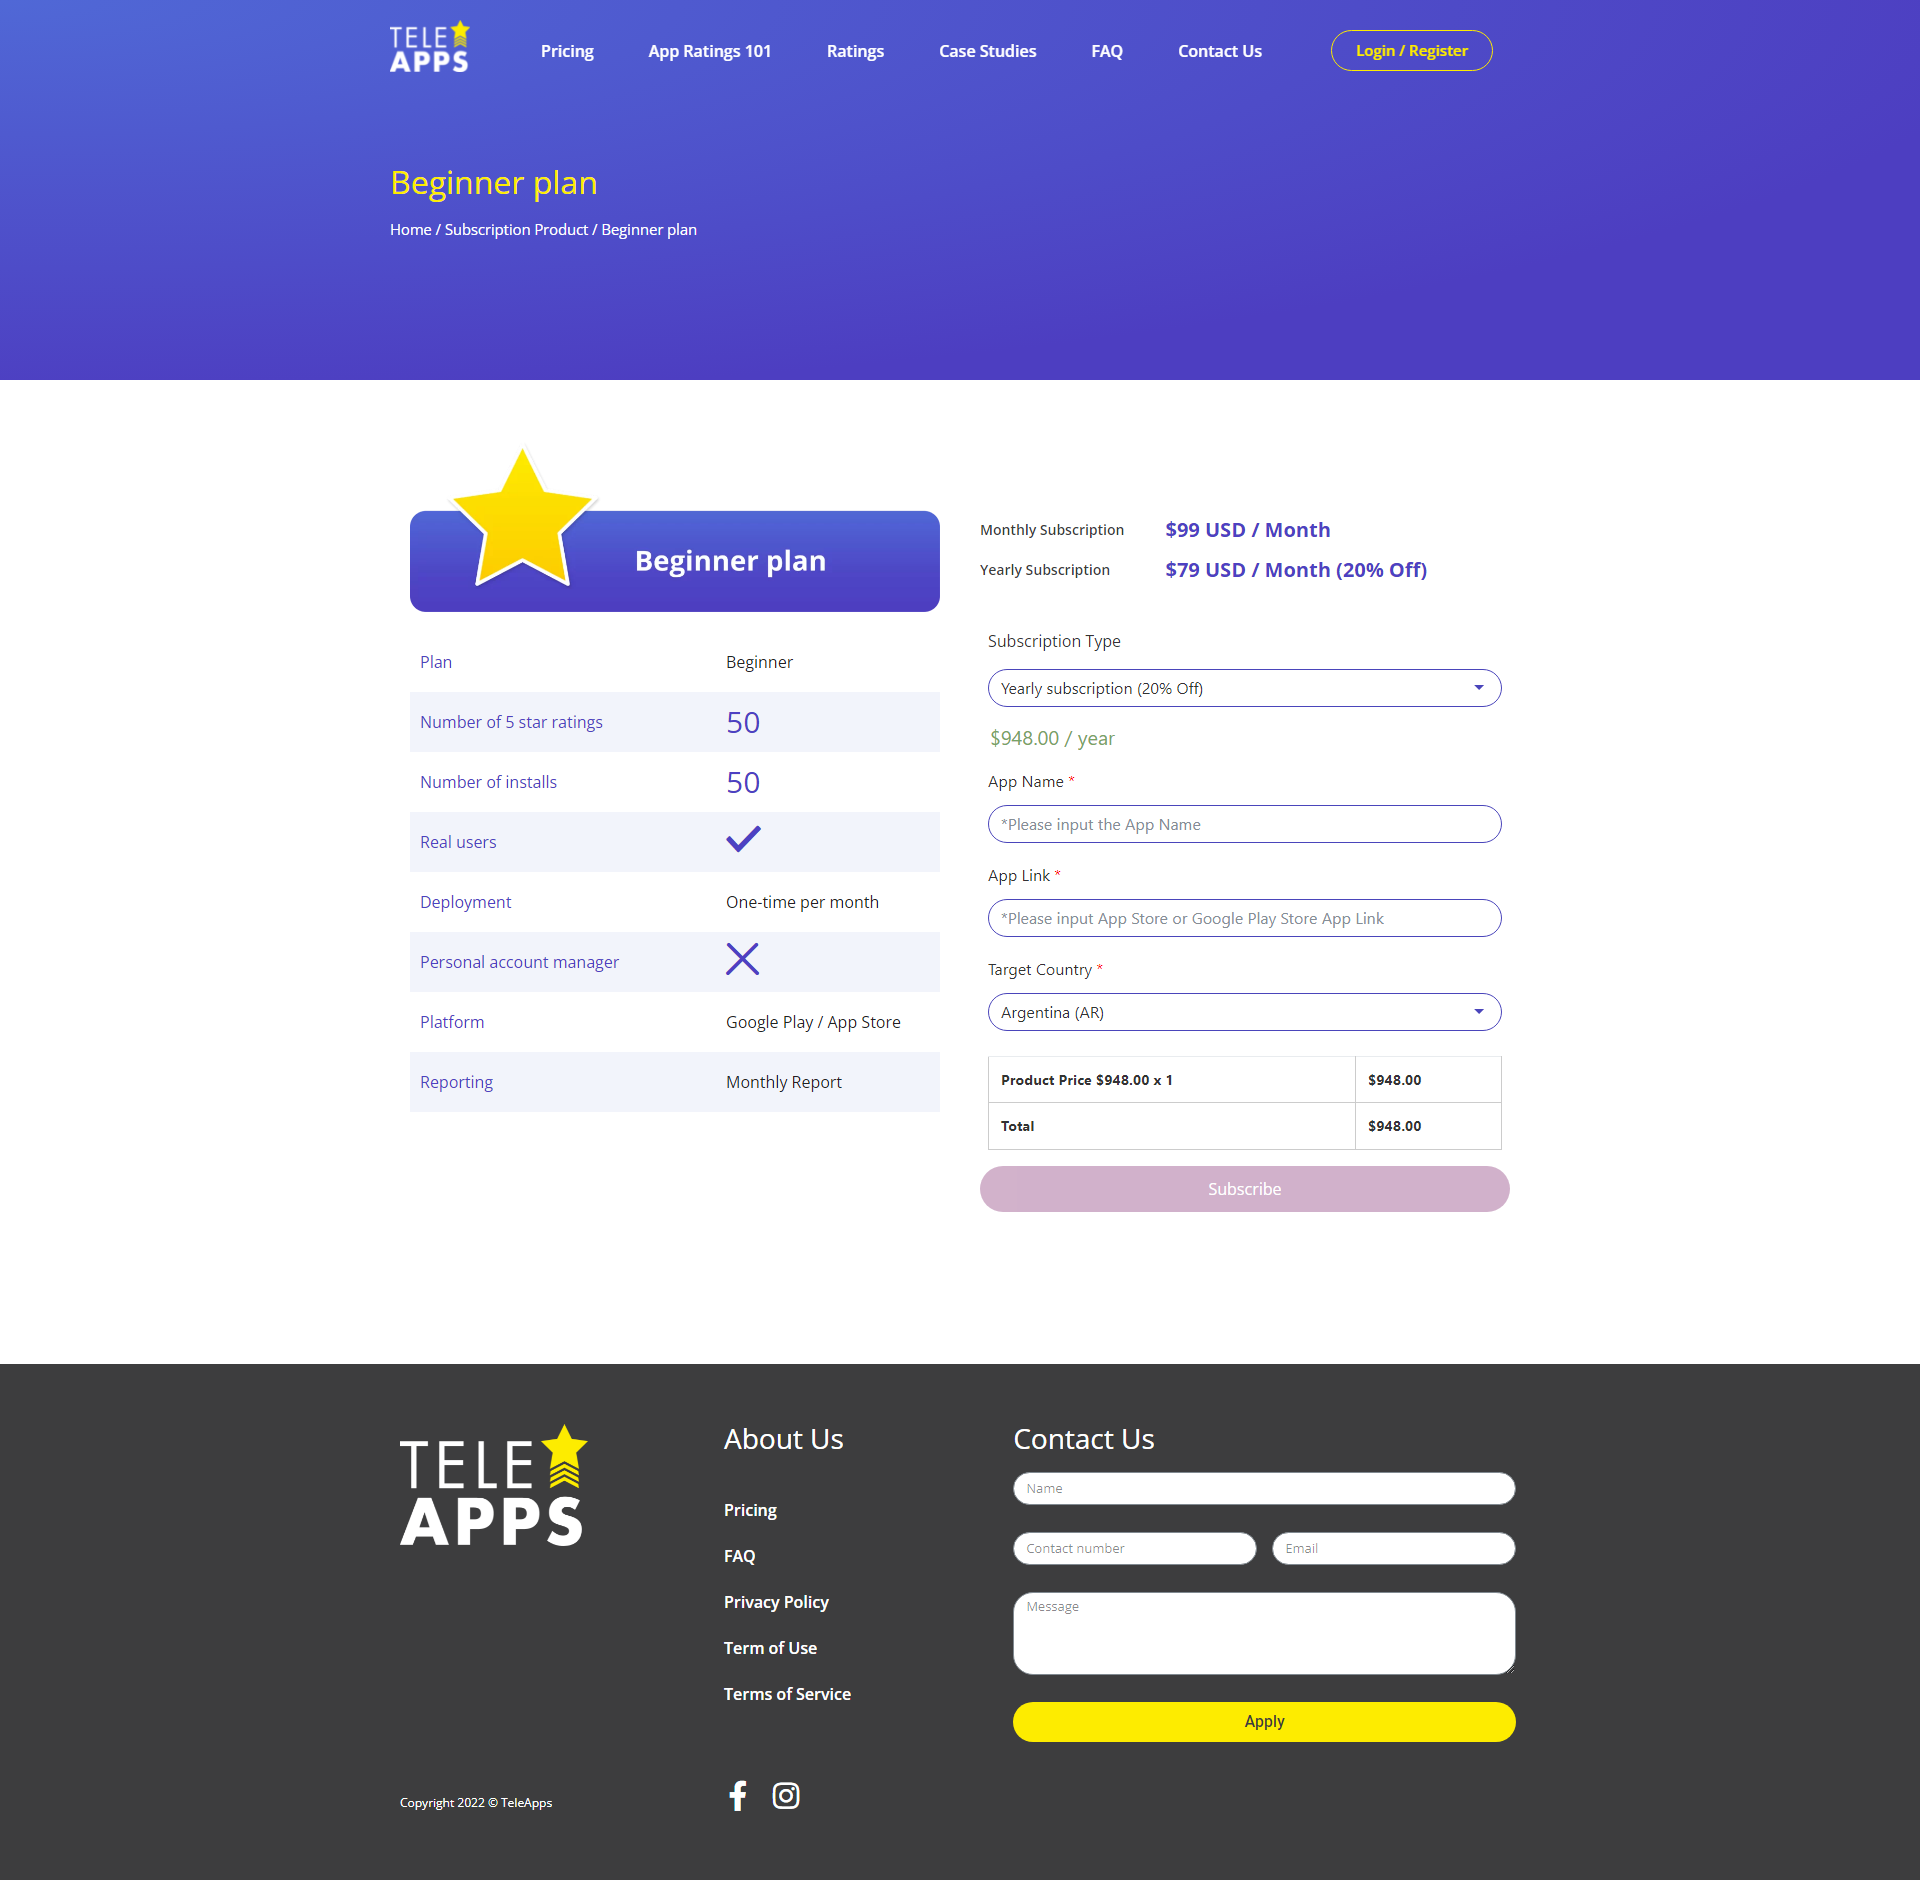 TELE
APPS
Pricing
App Ratings 101
Ratings
Case Studies
FAQ
Contact Us
Login / Register
Beginner plan
Home / Subscription Product / Beginner plan
Beginner plan
Plan Beginner
Number of 5 star ratings 50
Number of installs 50
Real users
Deployment One-time per month
Personal account manager
Platform Google Play / App Store
Reporting Monthly Report
Monthly Subscription $99 USD / Month
Yearly Subscription $79 USD / Month (20% Off)
Subscription Type
Yearly subscription (20% Off)
$948.00 / year
App Name *
*Please input the App Name
App Link *
*Please input App Store or Google Play Store App Link
Target Country *
Argentina (AR)
Product Price $948.00 x 1 $948.00
Total $948.00
Subscribe
TELE
APPS
Copyright 2022 © TeleApps
About Us
Pricing
FAQ
Privacy Policy
Term of Use
Terms of Service
Contact Us
Name
Contact number
Email
Message
Apply